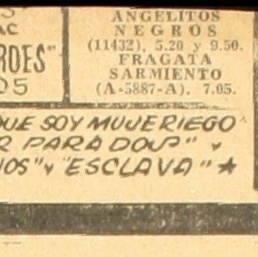 ANGELITOS
NEGROS
(11432), 5.20 y 9.50.
FRAGATA
SARMIENTO
(A-5887-A), 7.05.
RDES"
05
QUE SOY MUJERIEGO
PARA DOS" y
"ESCLAVA" ★